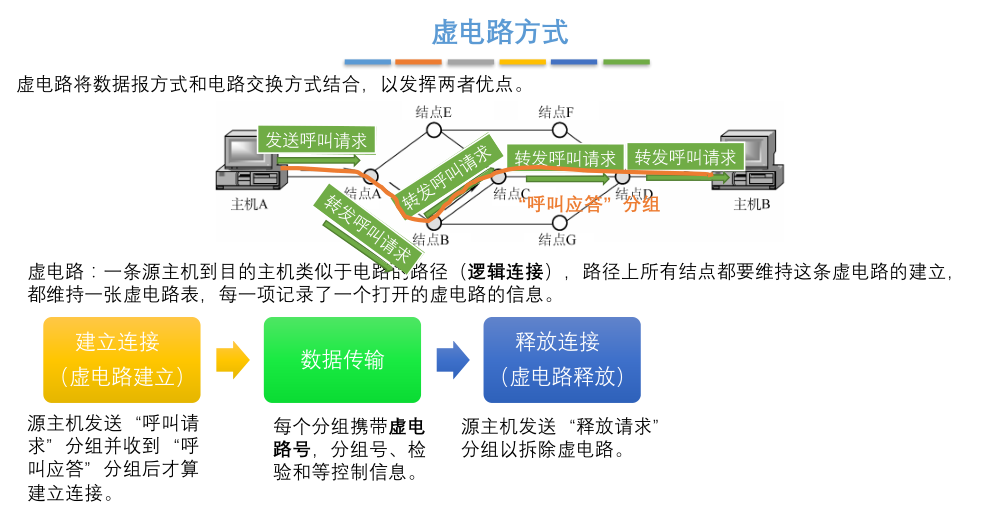 虚电路方式
虚电路将数据报方式和电路交换方式结合，以发挥两者优点。
结点E
结点F
发送呼叫请求
转发呼叫请求
转发呼叫请求
转发呼叫请求
结点A
结点C
结点D
主机A
主机B
“呼叫应答”分组
转发呼叫请求
结点B
结点G
虚电路：一条源主机到目的主机类似于电路的路径（逻辑连接），路径上所有结点都要维持这条虚电路的建立，
都维持一张虚电路表，每一项记录了一个打开的虚电路的信息。
建立连接
（虚电路建立）
数据传输
释放连接
（虚电路释放）
源主机发送“呼叫请
求”分组并收到“呼
叫应答”分组后才算
建立连接。
每个分组携带虚电
路号，分组号、检
验和等控制信息。
源主机发送“释放请求”
分组以拆除虚电路。